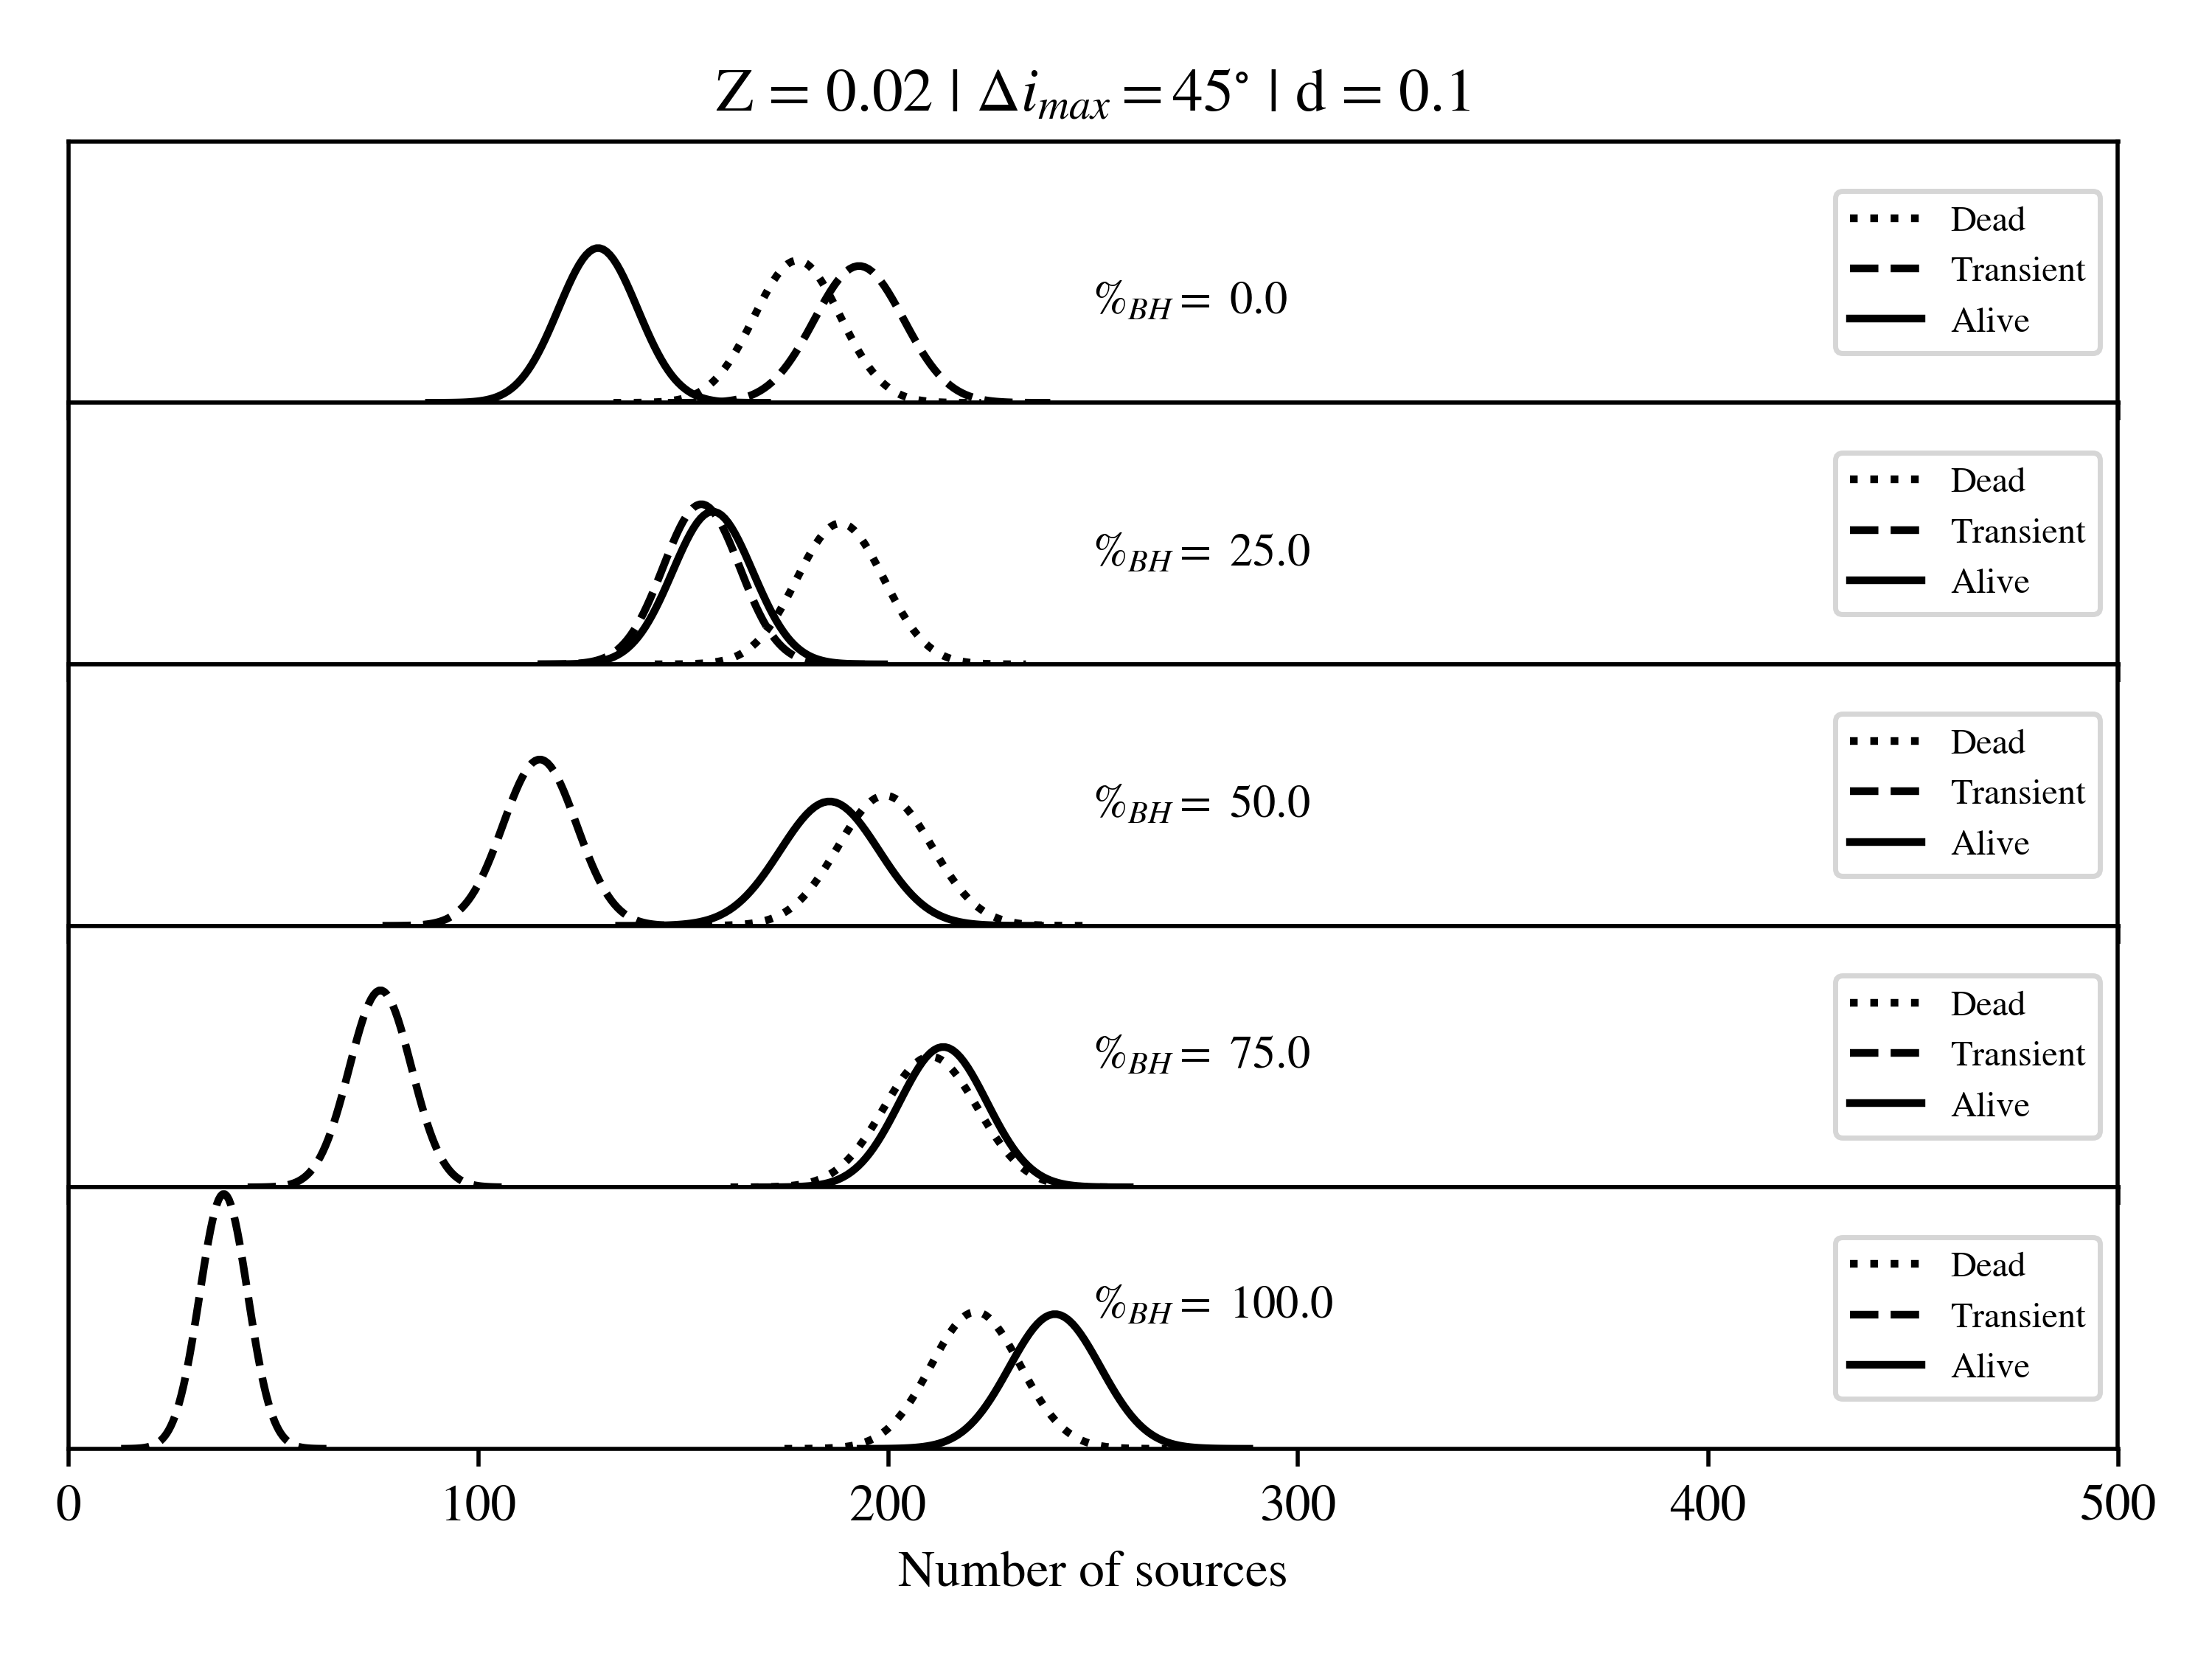 Z = 0.02 | Δi_max = 45° | d = 0.1
%_BH = 0.0
Dead
Transient
Alive
%_BH = 25.0
Dead
Transient
Alive
%_BH = 50.0
Dead
Transient
Alive
%_BH = 75.0
Dead
Transient
Alive
%_BH = 100.0
Dead
Transient
Alive
0 100 200 300 400 500
Number of sources